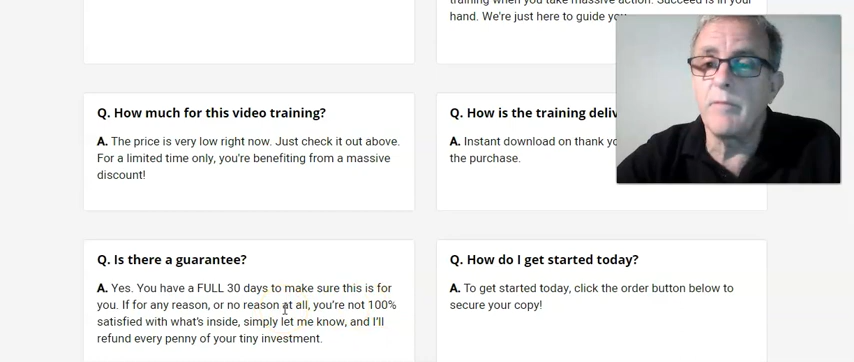 training when you take massive action. Succeed is in your
hand. We're just here to guide
Q. How much for this video training?
A. The price is very low right now. Just check it out above.
For a limited time only, you're benefiting from a massive
discount!
Q. How is the training
A. Instant download on thank
the purchase.
Q. Is there a guarantee?
A. Yes. You have a FULL 30 days to make sure this is for
you. If for any reason, or no reason at all, you're not 100%
satisfied with what's inside, simply let me know, and I'll
refund every penny of your tiny investment.
Q. How do I get started today?
A. To get started today, click the order button below to
secure your copy!